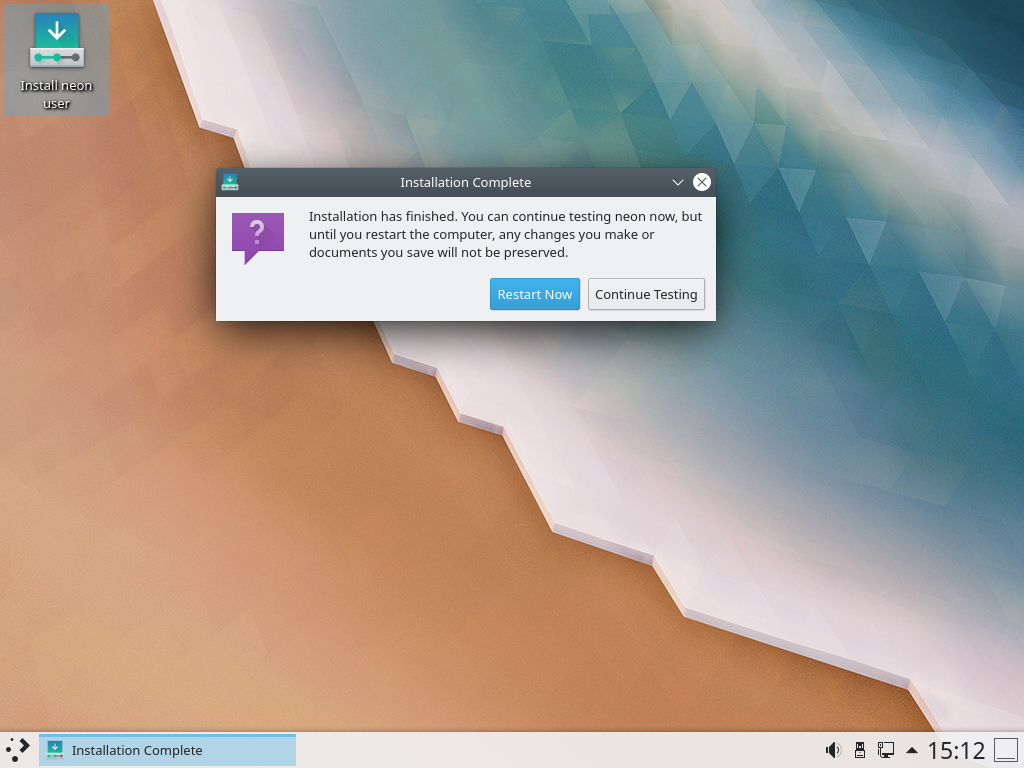 Install neon
user
Installation Complete
Installation has finished. You can continue testing neon now, but
until you restart the computer, any changes you make or
documents you save will not be preserved.
Restart Now
Continue Testing
Installation Complete
15:12